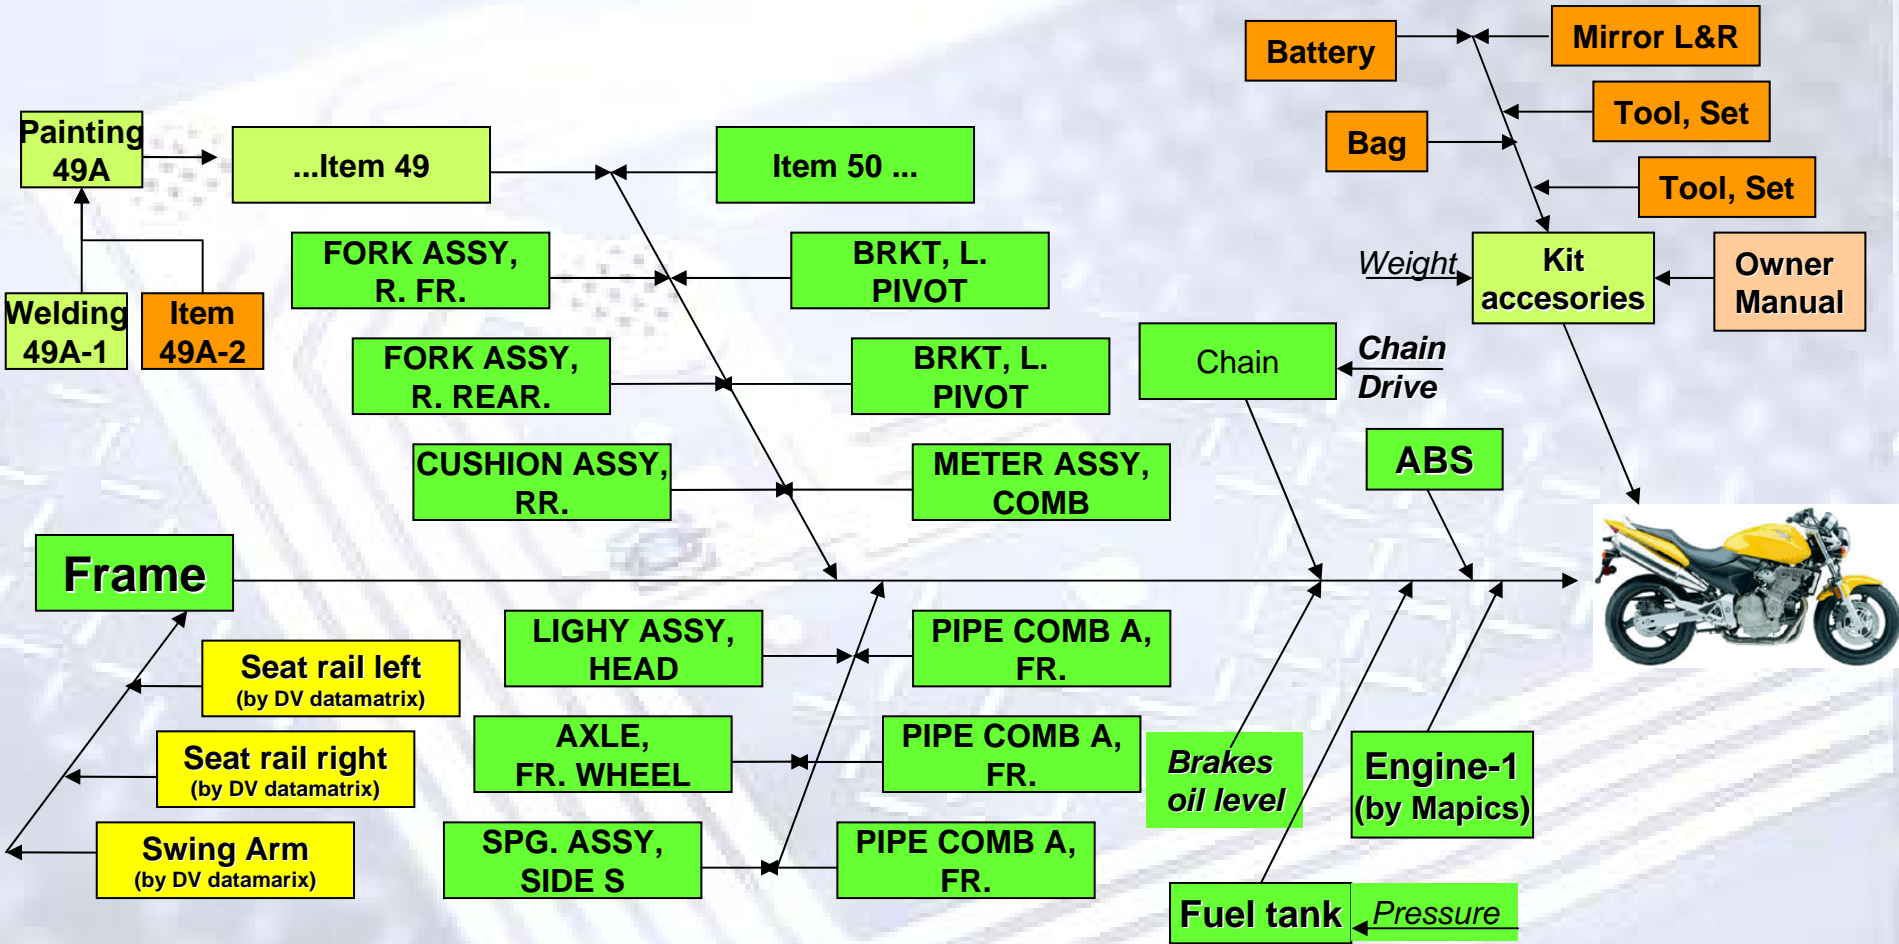 Battery
Mirror L&R
Tool, Set
Bag
Tool, Set
Painting
49A
...Item 49
Item 50 ...
FORK ASSY,
R. FR.
BRKT, L.
PIVOT
Weight
Kit
accesories
Owner
Manual
Welding
49A-1
Item
49A-2
FORK ASSY,
R. REAR.
BRKT, L.
PIVOT
Chain
Chain
Drive
CUSHION ASSY,
RR.
METER ASSY,
COMB
ABS
Frame
LIGHY ASSY,
HEAD
PIPE COMB A,
FR.
Seat rail left
(by DV datamatrix)
Seat rail right
(by DV datamatrix)
AXLE,
FR. WHEEL
PIPE COMB A,
FR.
Brakes
oil level
Engine-1
(by Mapics)
Swing Arm
(by DV datamarix)
SPG. ASSY,
SIDE S
PIPE COMB A,
FR.
Fuel tank
Pressure